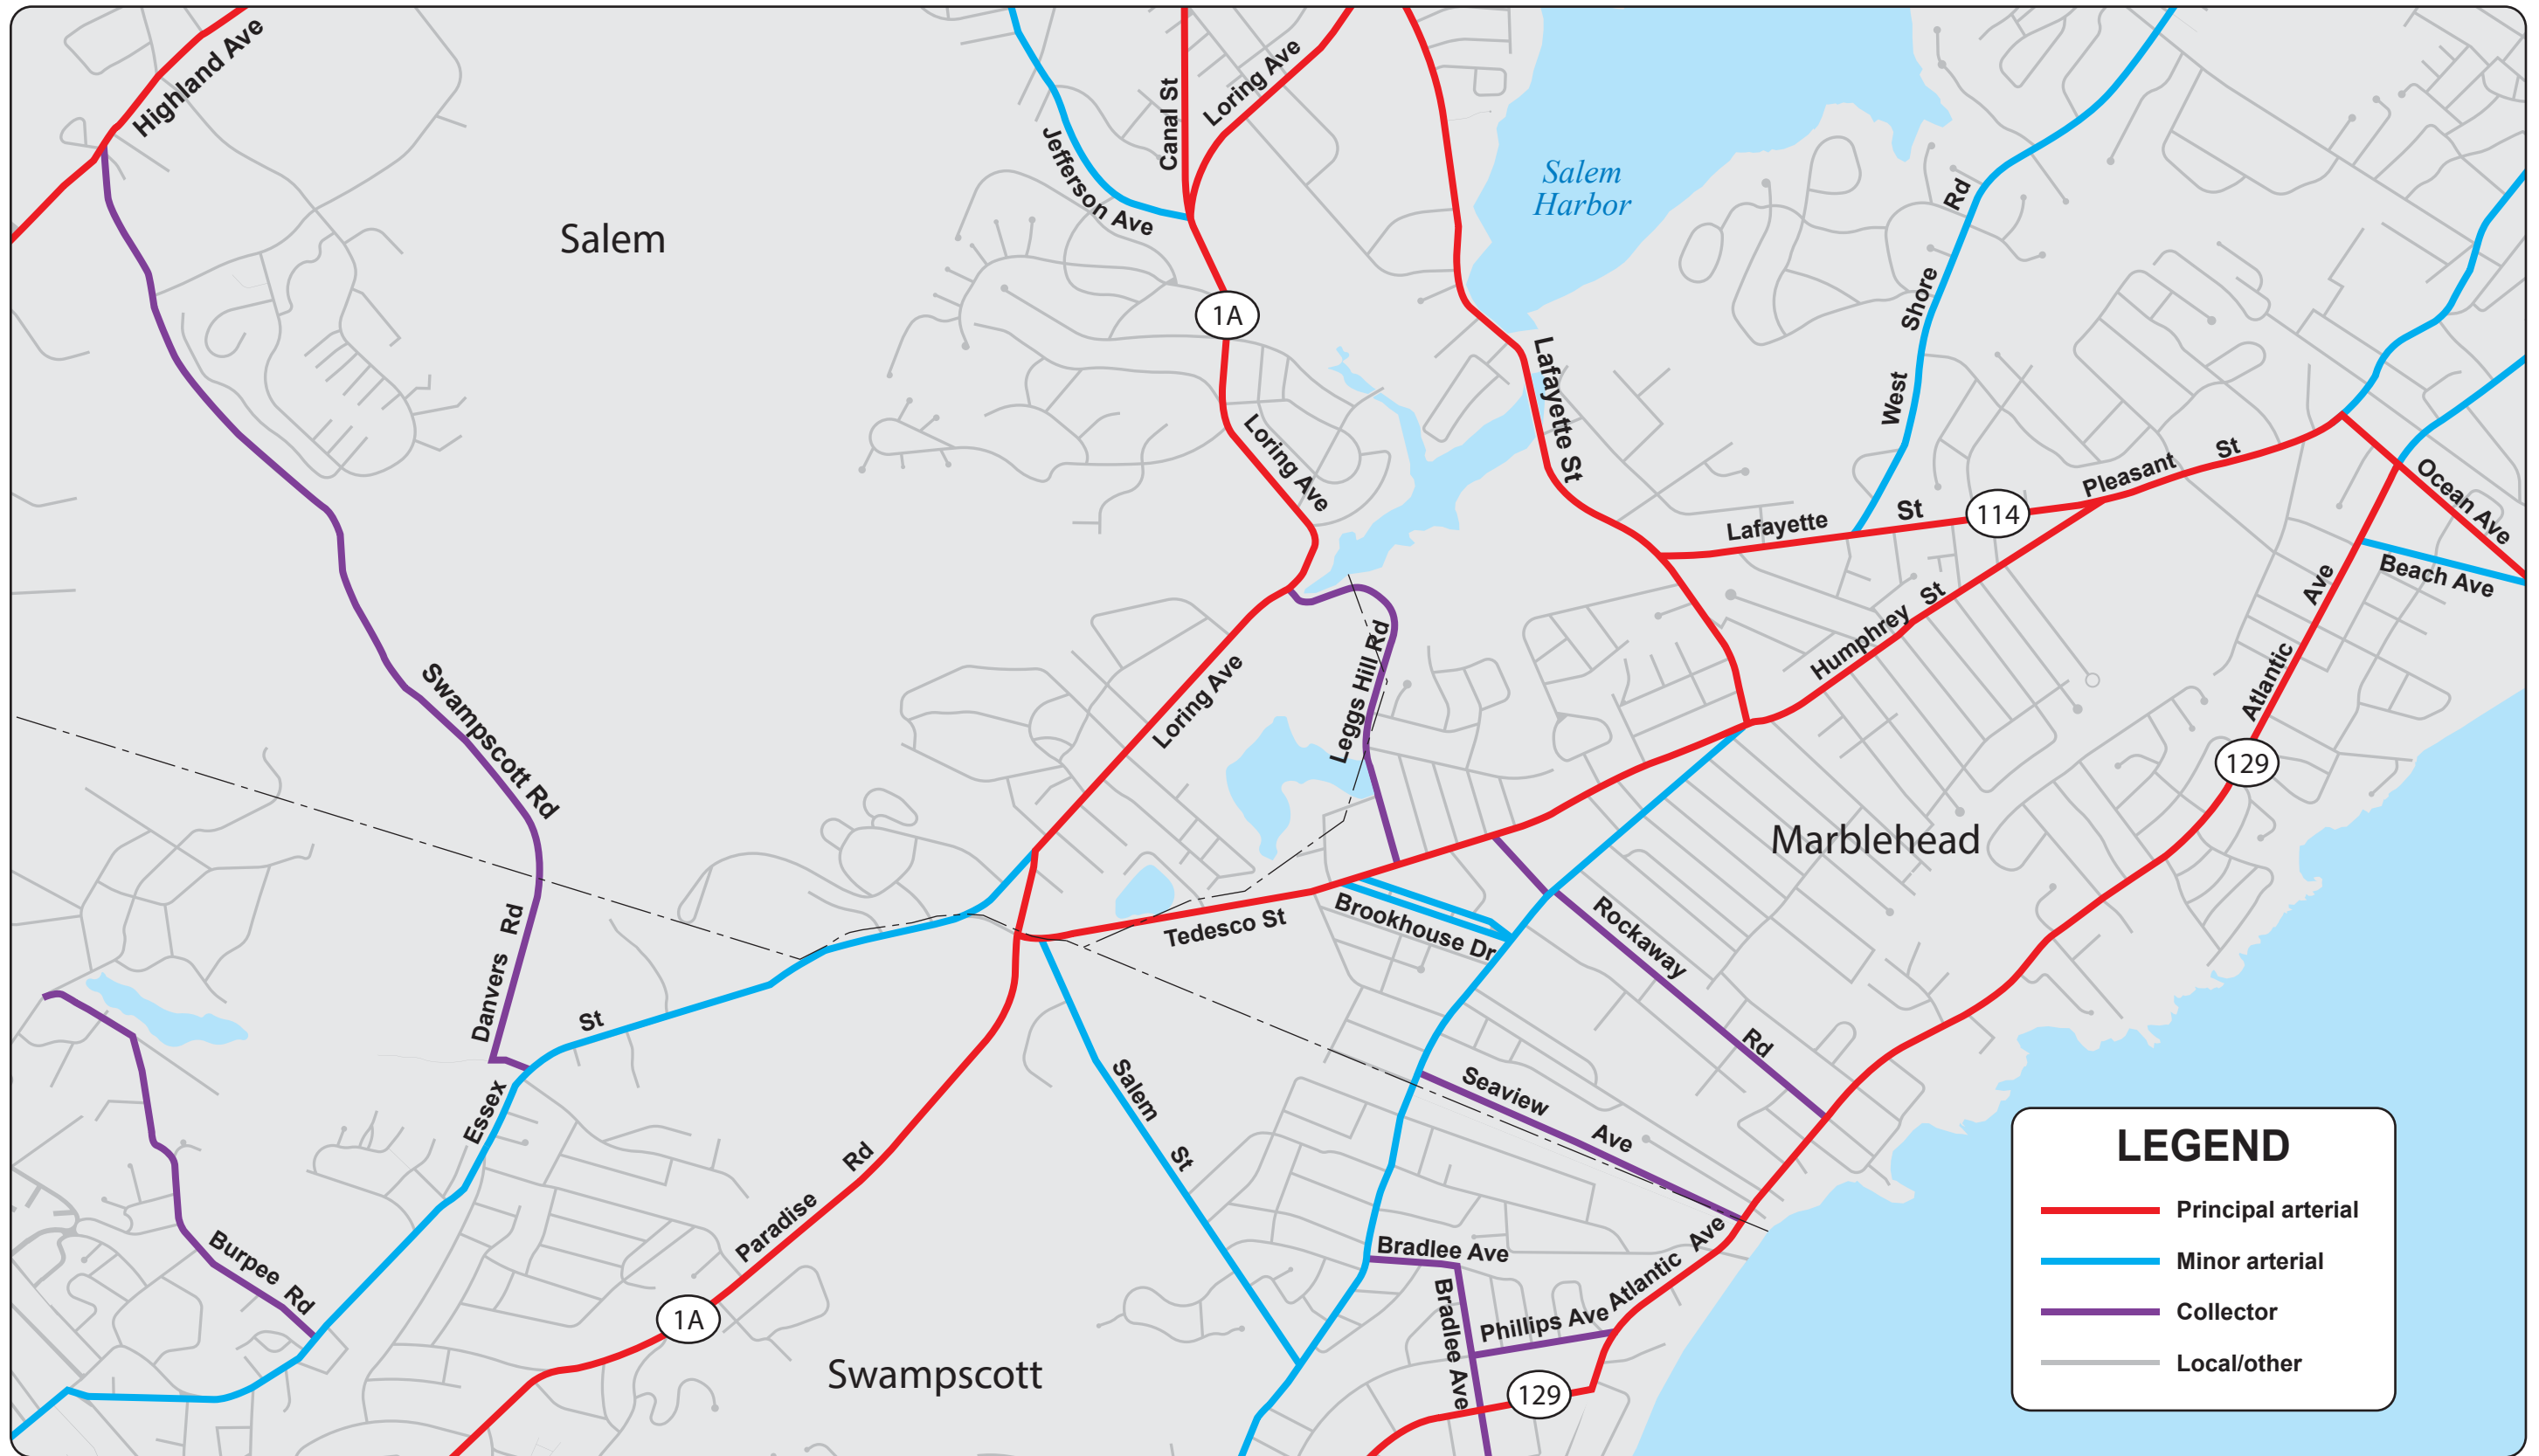 Highland Ave
Jefferson Ave
Canal St
Loring Ave
Salem
Harbor
Salem
1A
Lafayette St
West Shore Rd
Loring Ave
Lafayette St
114
Pleasant St
Ocean Ave
Beach Ave
Humphrey St
Atlantic Ave
129
Swampscott Rd
Loring Ave
Leggs Hill Rd
Marblehead
Danvers Rd
Tedesco St
Brookhouse Dr
Rockaway Rd
Essex St
Salem St
Seaview Ave
Paradise Rd
1A
Burpee Rd
Bradlee Ave
Bradlee Ave
Phillips Ave
Atlantic Ave
129
Swampscott
LEGEND
Principal arterial
Minor arterial
Collector
Local/other